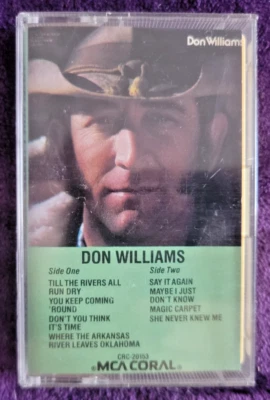 Don Williams
DON WILLIAMS
Side One
TILL THE RIVERS ALL
RUN DRY
YOU KEEP COMING
'ROUND
DON'T YOU THINK
IT'S TIME
WHERE THE ARKANSAS
RIVER LEAVES OKLAHOMA
Side Two
SAY IT AGAIN
MAYBE I JUST
DON'T KNOW
MAGIC CARPET
SHE NEVER KNEW ME
CRC-20153
MCA CORAL